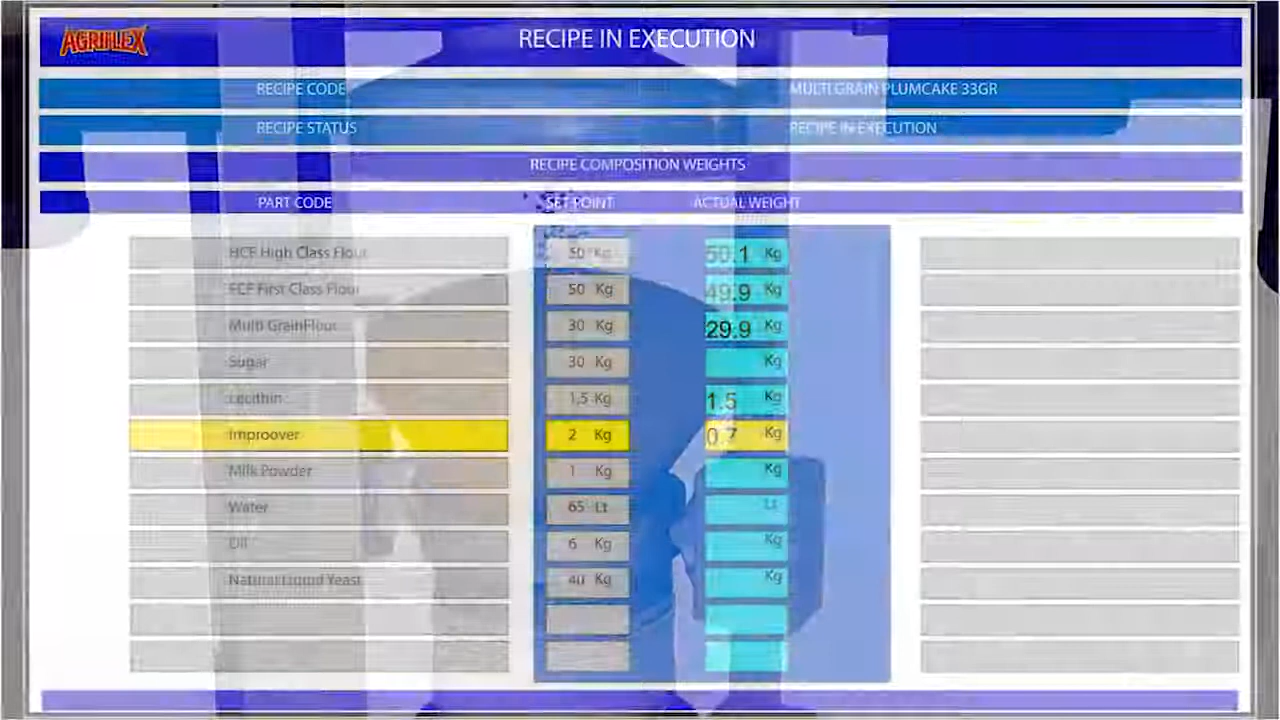 AGRIFLEX
RECIPE IN EXECUTION
RECIPE CODE MULTI GRAIN PLUMCAKE 33GR
RECIPE STATUS RECIPE IN EXECUTION
RECIPE COMPOSITION WEIGHTS
PART CODE SET POINT ACTUAL WEIGHT
HCF High Class Flour 50 Kg 50.1 Kg
FCF First Class Flour 50 Kg 49.9 Kg
Multi GrainFlour 30 Kg 29.9 Kg
Sugar 30 Kg Kg
Lecithin 1,5 Kg 1.5 Kg
Improover 2 Kg 0.7 Kg
Milk Powder 1 Kg Kg
Water 65 Lt Lt
Oil 6 Kg Kg
Natural Liquid Yeast 40 Kg Kg